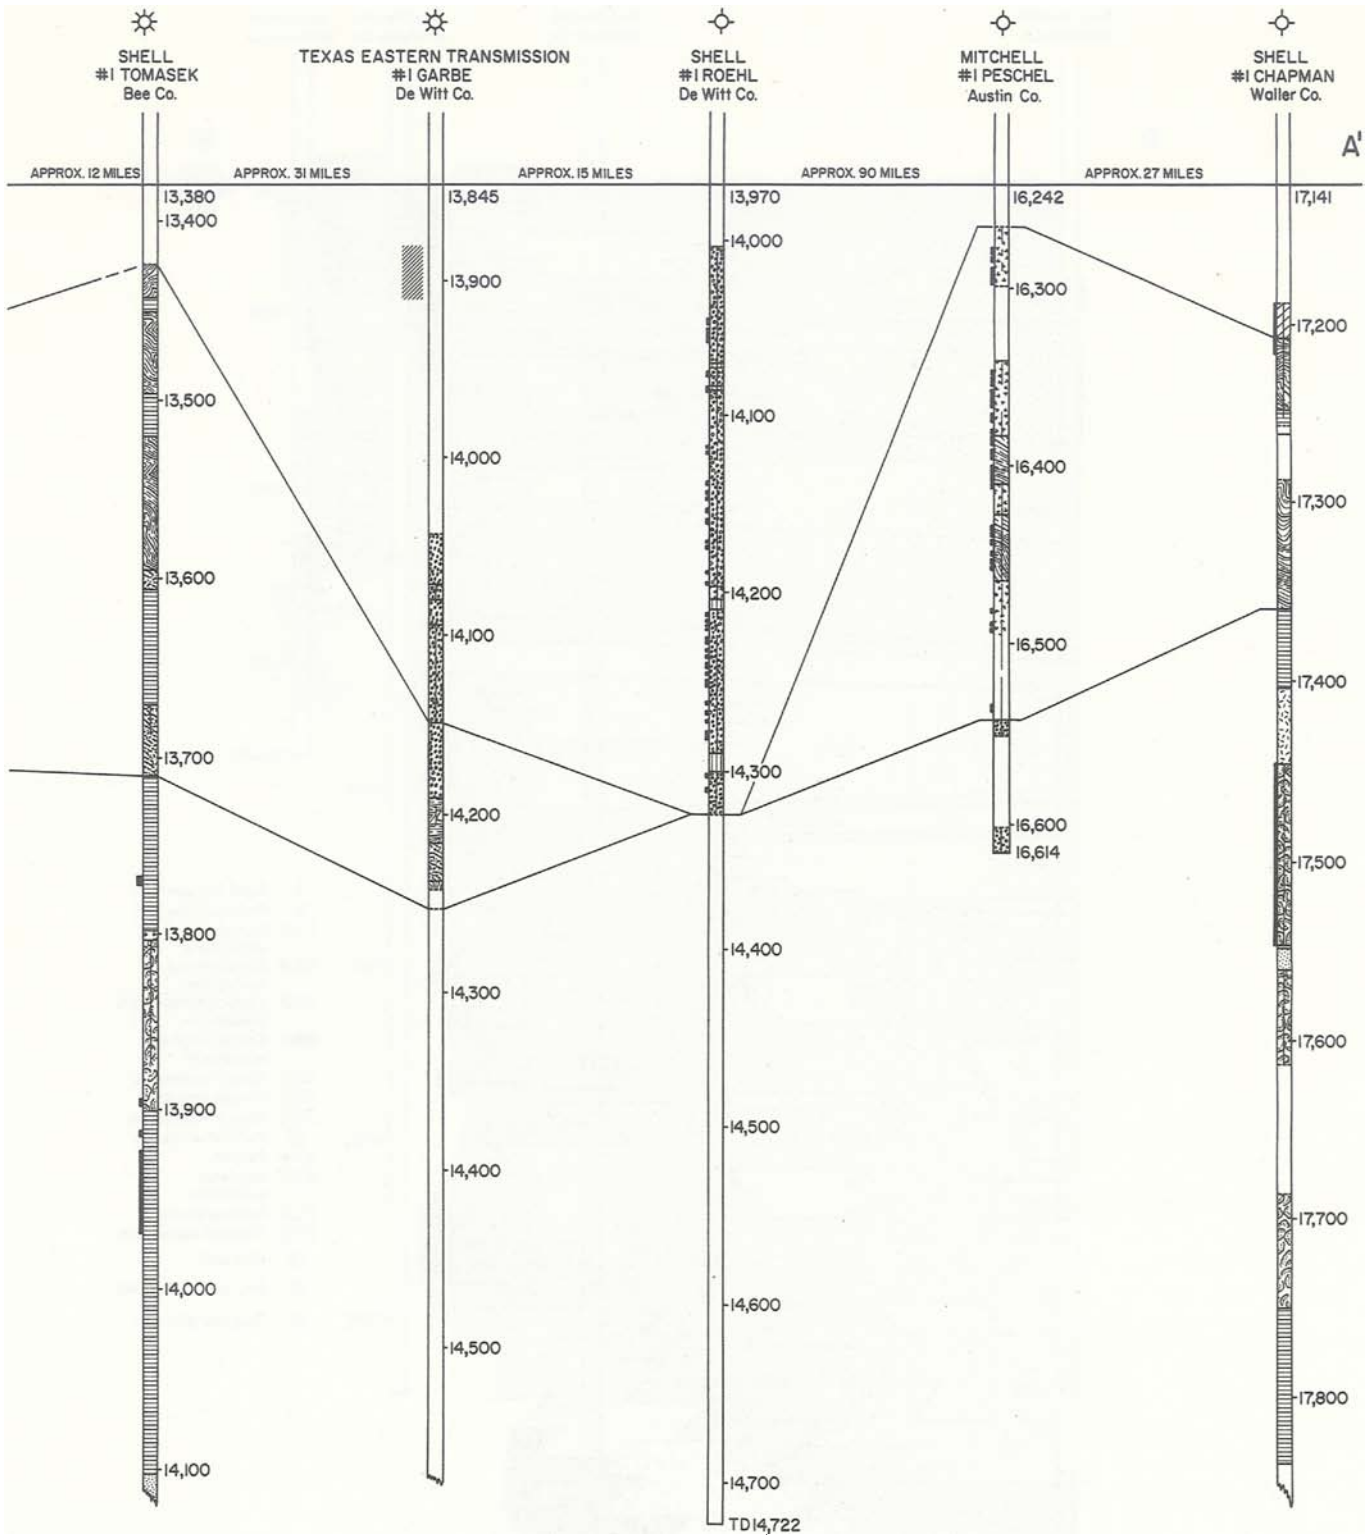 SHELL
#1 TOMASEK
Bee Co.
TEXAS EASTERN TRANSMISSION
#1 GARBE
De Witt Co.
SHELL
#1 ROEHL
De Witt Co.
MITCHELL
#1 PESCHEL
Austin Co.
SHELL
#1 CHAPMAN
Waller Co.
A'
APPROX. 12 MILES
APPROX. 31 MILES
APPROX. 15 MILES
APPROX. 90 MILES
APPROX. 27 MILES
13,380
13,400
13,500
13,600
13,700
13,800
13,900
14,000
14,100
13,845
13,900
14,000
14,100
14,200
14,300
14,400
14,500
13,970
14,000
14,100
14,200
14,300
14,400
14,500
14,600
14,700
TD 14,722
16,242
16,300
16,400
16,500
16,600
16,614
17,141
17,200
17,300
17,400
17,500
17,600
17,700
17,800